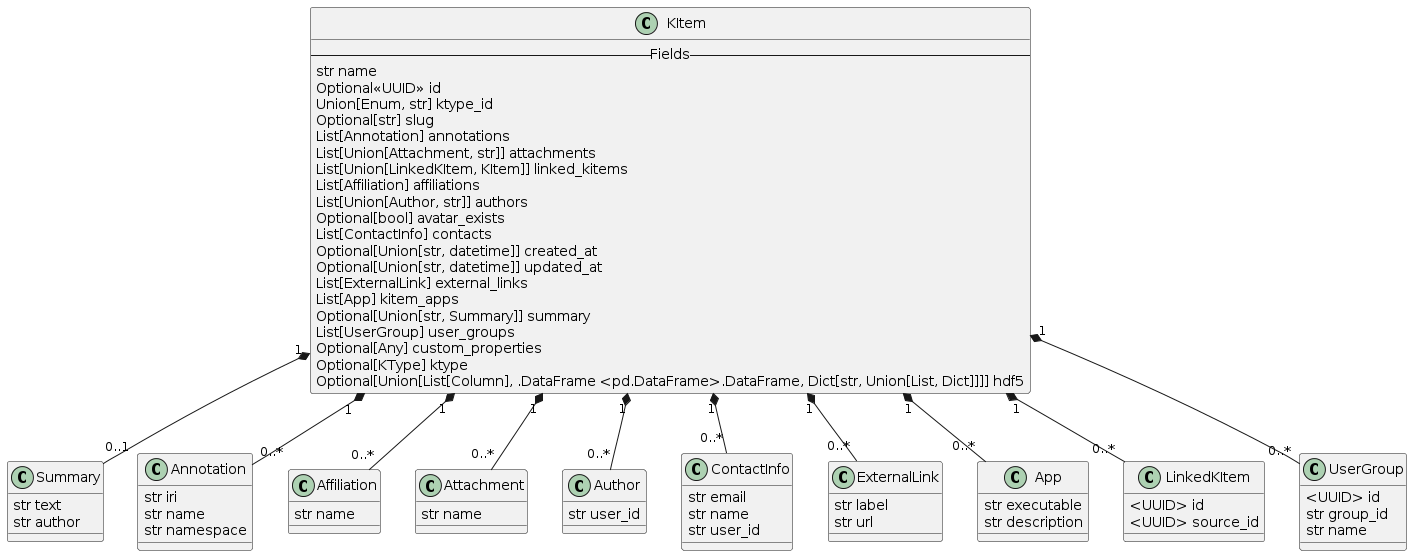 C KItem
Fields
str name
Optional«UUID» id
Union[Enum, str] ktype_id
Optional[str] slug
List[Annotation] annotations
List[Union[Attachment, str]] attachments
List[Union[LinkedKItem, KItem]] linked_kitems
List[Affiliation] affiliations
List[Union[Author, str]] authors
Optional[bool] avatar_exists
List[ContactInfo] contacts
Optional[Union[str, datetime]] created_at
Optional[Union[str, datetime]] updated_at
List[ExternalLink] external_links
List[App] kitem_apps
Optional[Union[str, Summary]] summary
List[UserGroup] user_groups
Optional[Any] custom_properties
Optional[KType] ktype
Optional[Union[List[Column], .DataFrame <pd.DataFrame>.DataFrame, Dict[str, Union[List, Dict]]]] hdf5
1
1
1
1
1
1
1
1
1
1
0..1
0..*
0..*
0..*
0..*
0..*
0..*
0..*
0..*
0..*
C Summary
str text
str author
C Annotation
str iri
str name
str namespace
C Affiliation
str name
C Attachment
str name
C Author
str user_id
C ContactInfo
str email
str name
str user_id
C ExternalLink
str label
str url
C App
str executable
str description
C LinkedKItem
<UUID> id
<UUID> source_id
C UserGroup
<UUID> id
str group_id
str name